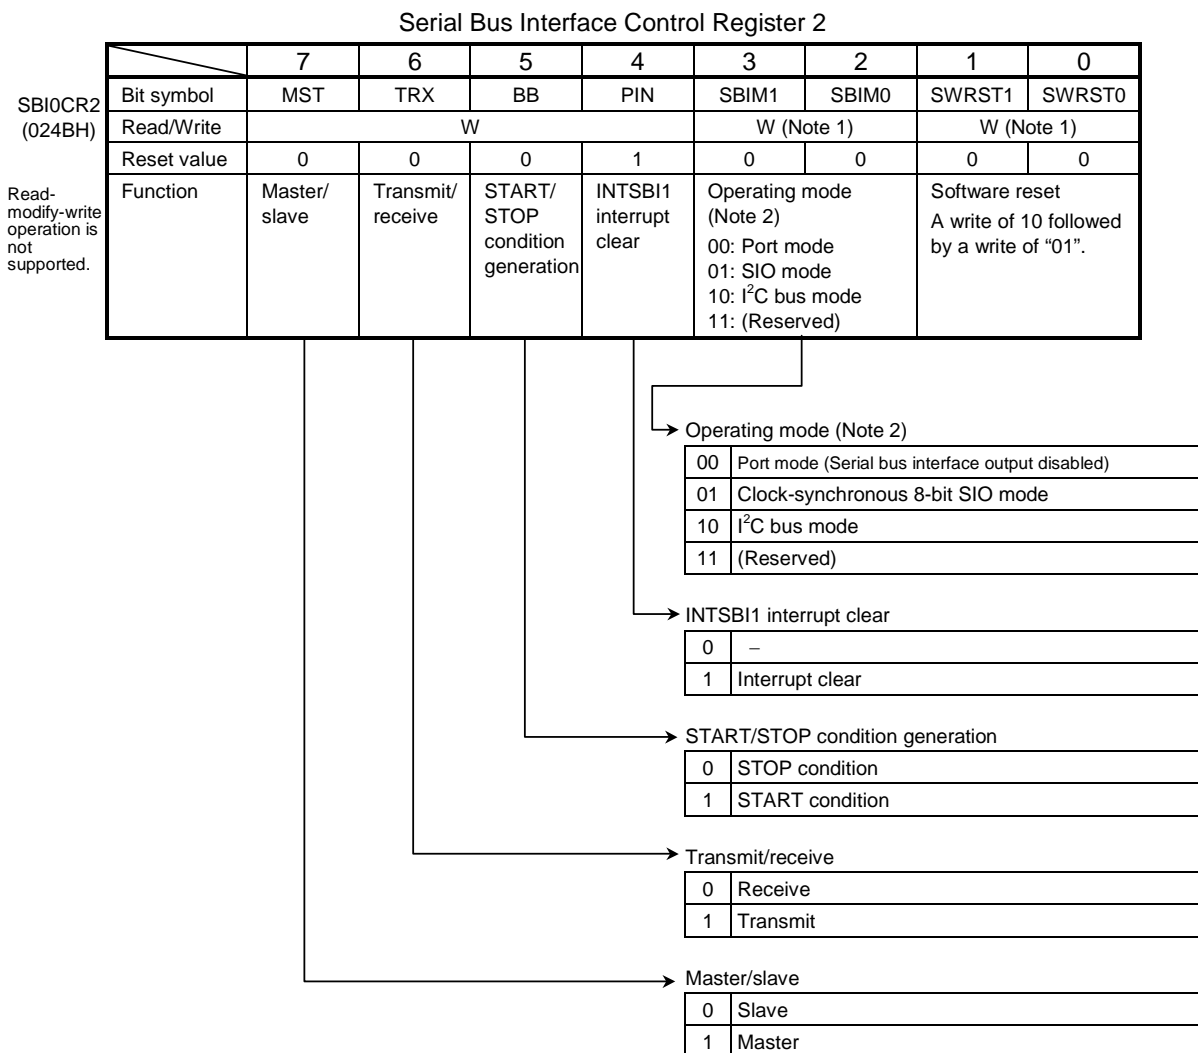 Serial Bus Interface Control Register 2
7 6 5 4 3 2 1 0
SBI0CR2
(024BH)
Bit symbol MST TRX BB PIN SBIM1 SBIM0 SWRST1 SWRST0
Read/Write W W (Note 1) W (Note 1)
Reset value 0 0 0 1 0 0 0 0
Read-
modify-write
operation is
not
supported.
Function
Master/
slave
Transmit/
receive
START/
STOP
condition
generation
INTSBI1
interrupt
clear
Operating mode
(Note 2)
00: Port mode
01: SIO mode
10: I²C bus mode
11: (Reserved)
Software reset
A write of 10 followed
by a write of “01”.
Operating mode (Note 2)
00 Port mode (Serial bus interface output disabled)
01 Clock-synchronous 8-bit SIO mode
10 I²C bus mode
11 (Reserved)
INTSBI1 interrupt clear
0 –
1 Interrupt clear
START/STOP condition generation
0 STOP condition
1 START condition
Transmit/receive
0 Receive
1 Transmit
Master/slave
0 Slave
1 Master